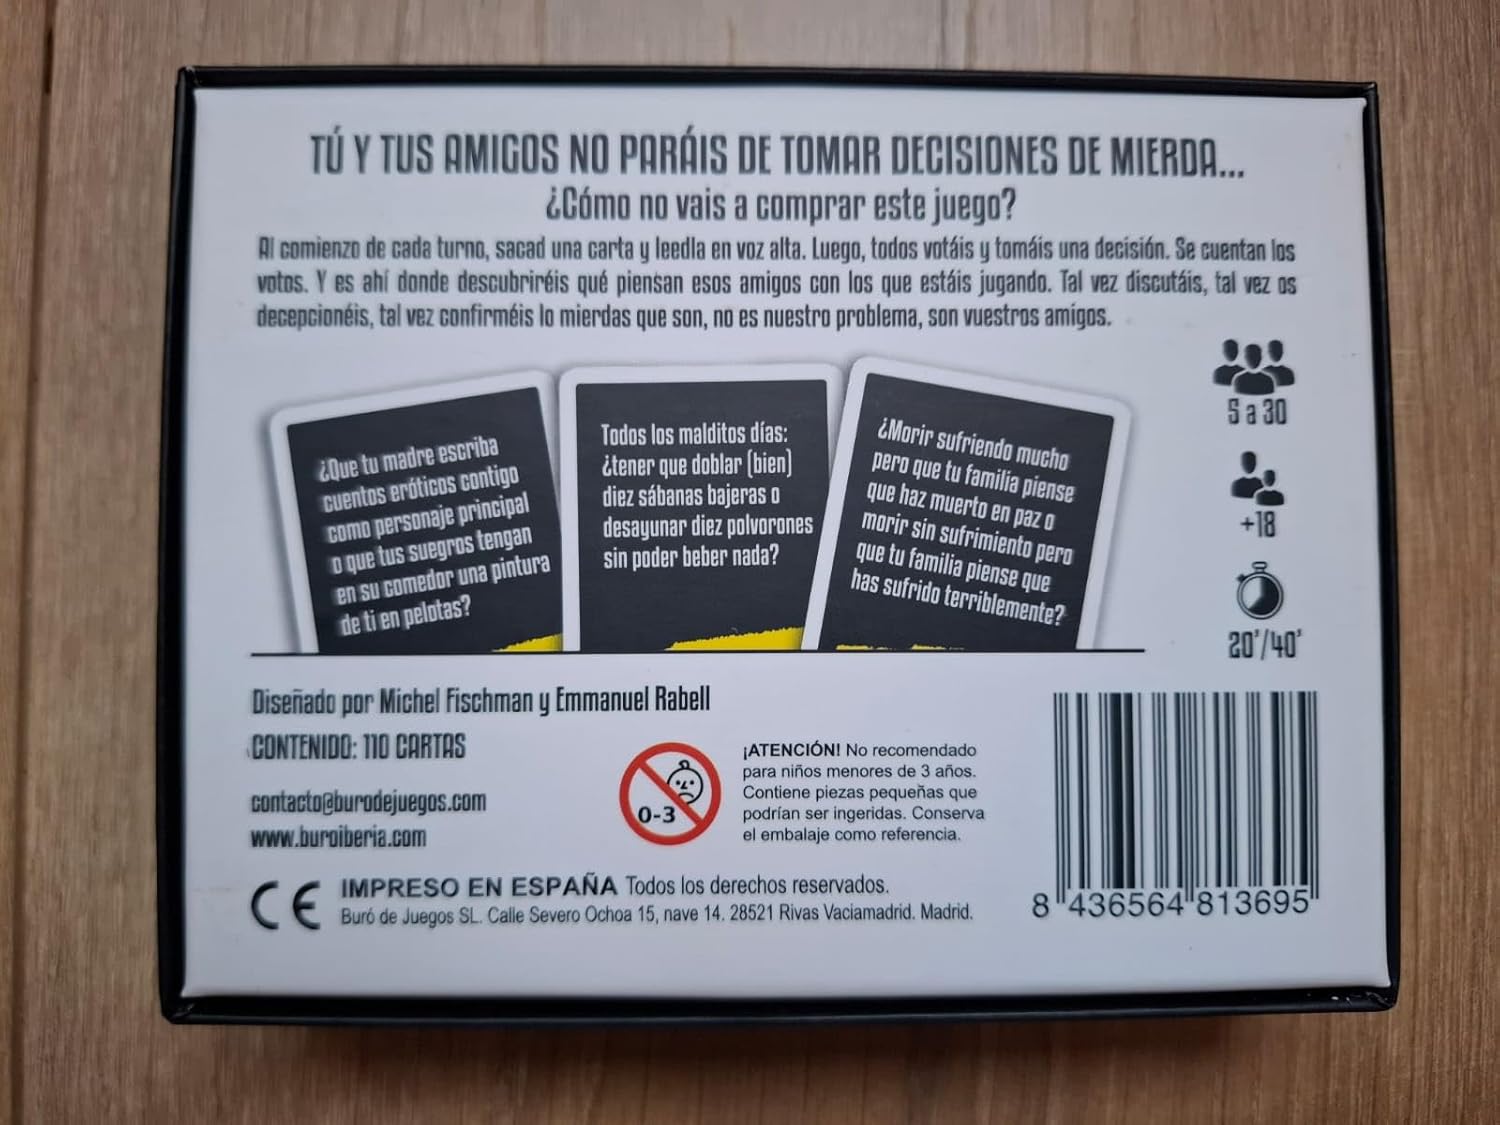 TÚ Y TUS AMIGOS NO PARÁIS DE TOMAR DECISIONES DE MIERDA...
¿Cómo no vais a comprar este juego?
Al comienzo de cada turno, sacad una carta y leedla en voz alta. Luego, todos votáis y tomáis una decisión. Se cuentan los
votos. Y es ahí donde descubriréis qué piensan esos amigos con los que estáis jugando. Tal vez discutáis, tal vez os
decepcionéis, tal vez confirméis lo mierdas que son, no es nuestro problema, son vuestros amigos.
¿Que tu madre escriba
cuentos eróticos contigo
como personaje principal
o que tus suegros tengan
en su comedor una pintura
de ti en pelotas?
Todos los malditos días:
¿tener que doblar (bien)
diez sábanas bajeras o
desayunar diez polvorones
sin poder beber nada?
¿Morir sufriendo mucho
pero que tu familia piense
que haz muerto en paz o
morir sin sufrimiento pero
que tu familia piense que
has sufrido terriblemente?
5 a 30
+18
20'/40'
Diseñado por Michel Fischman y Emmanuel Rabell
CONTENIDO: 110 CARTAS
contacto@burodejuegos.com
www.buroiberia.com
0-3
¡ATENCIÓN! No recomendado
para niños menores de 3 años.
Contiene piezas pequeñas que
podrían ser ingeridas. Conserva
el embalaje como referencia.
CE IMPRESO EN ESPAÑA Todos los derechos reservados.
Buró de Juegos SL. Calle Severo Ochoa 15, nave 14. 28521 Rivas Vaciamadrid. Madrid.
8 436564 813695